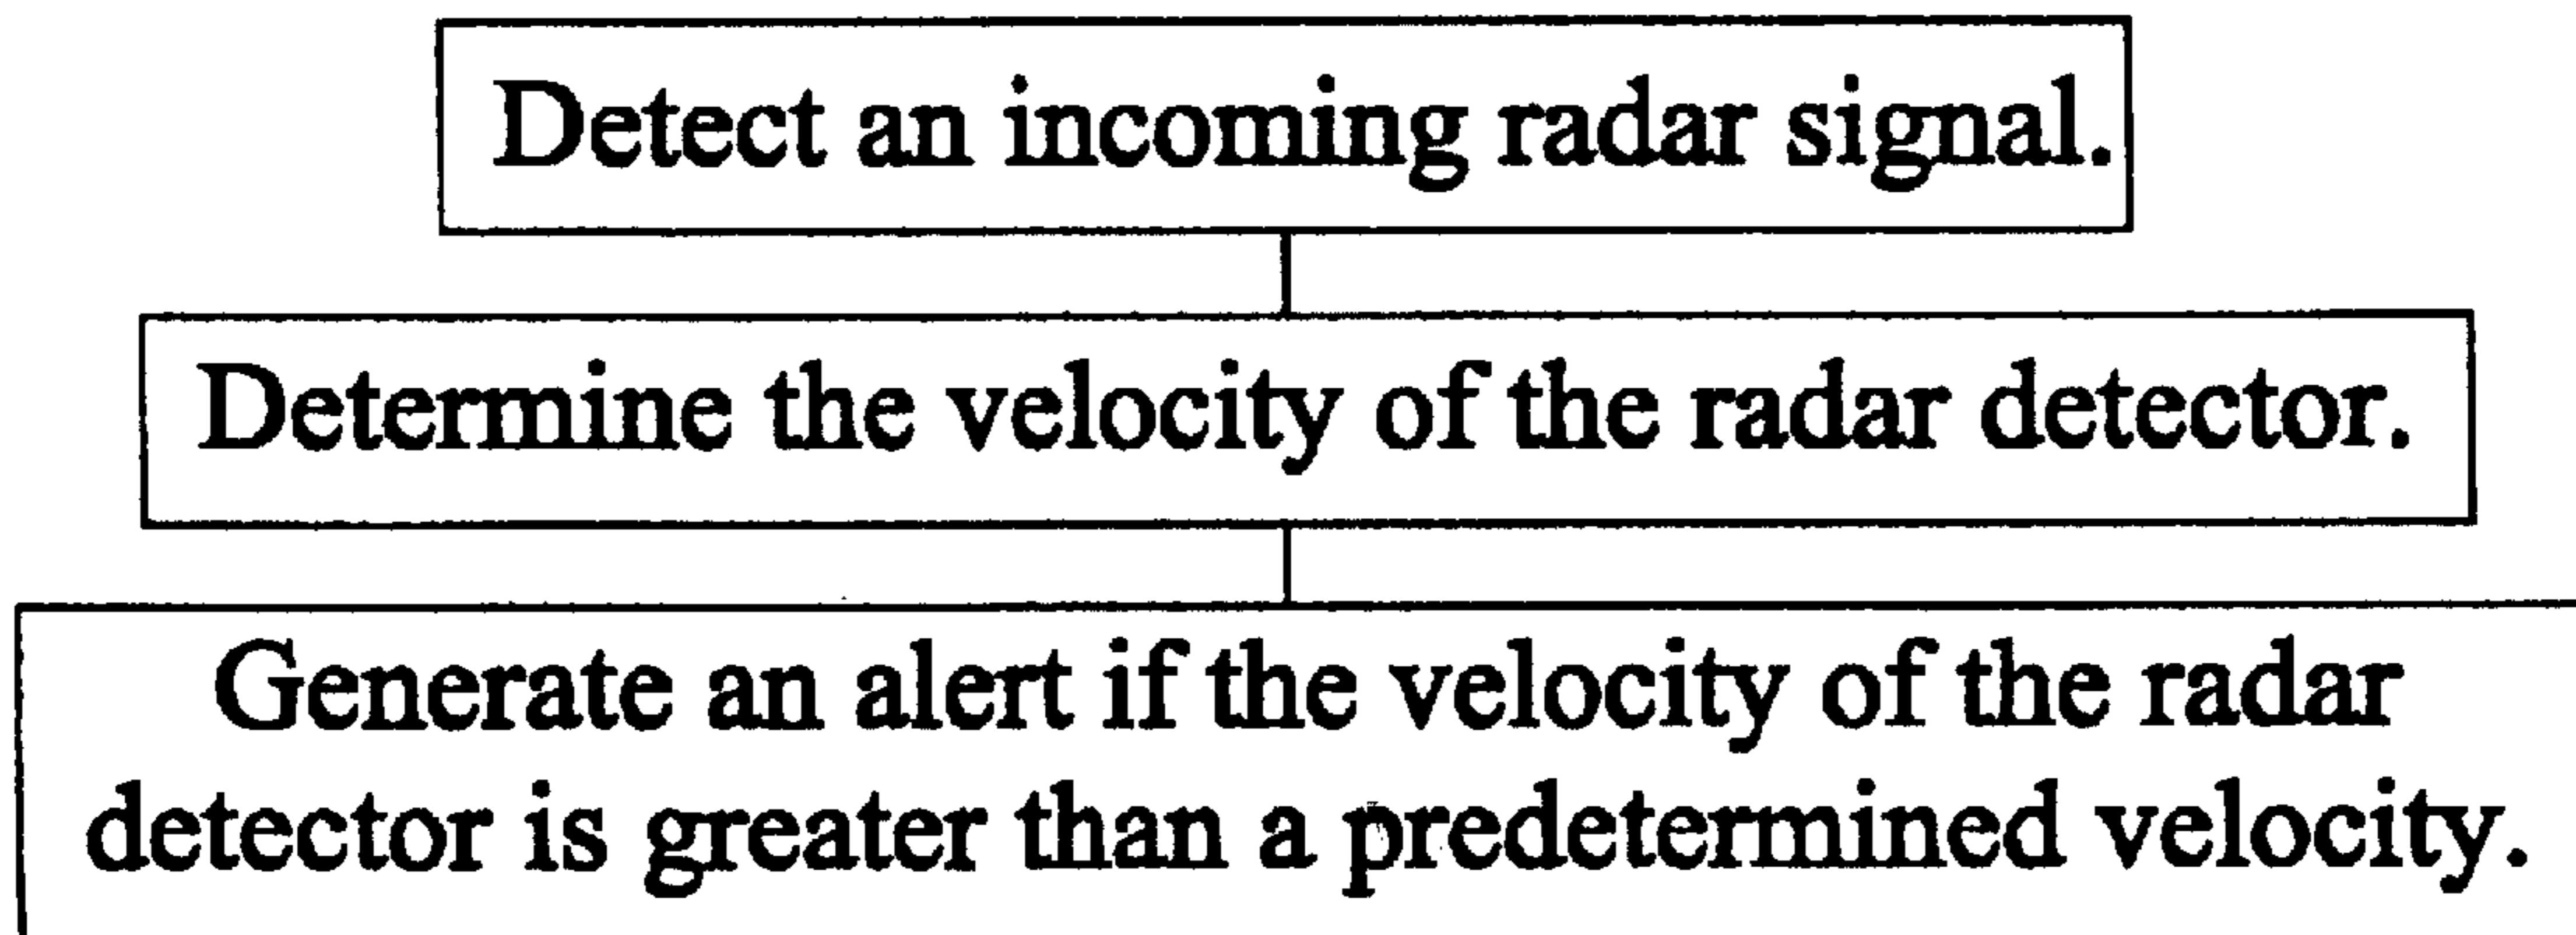 Detect an incoming radar signal.
Determine the velocity of the radar detector.
Generate an alert if the velocity of the radar
detector is greater than a predetermined velocity.